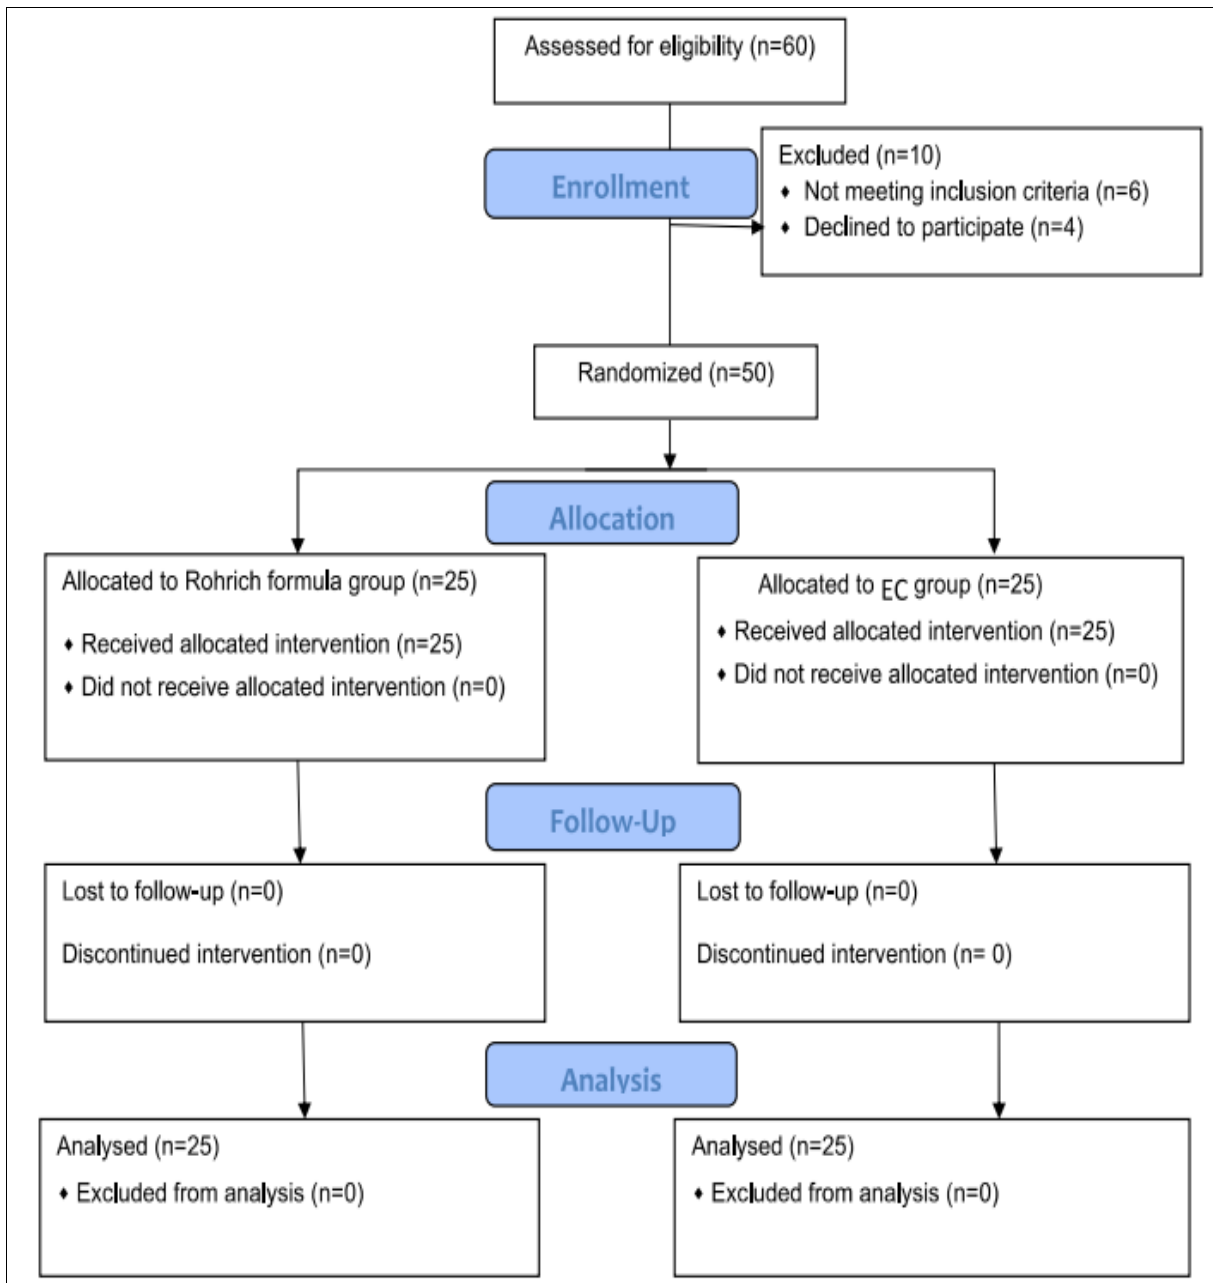 Assessed for eligibility (n=60)
Enrollment
Excluded (n=10)
♦ Not meeting inclusion criteria (n=6)
♦ Declined to participate (n=4)
Randomized (n=50)
Allocation
Allocated to Rohrich formula group (n=25)
♦ Received allocated intervention (n=25)
♦ Did not receive allocated intervention (n=0)
Allocated to EC group (n=25)
♦ Received allocated intervention (n=25)
♦ Did not receive allocated intervention (n=0)
Follow-Up
Lost to follow-up (n=0)
Discontinued intervention (n=0)
Lost to follow-up (n=0)
Discontinued intervention (n= 0)
Analysis
Analysed (n=25)
♦ Excluded from analysis (n=0)
Analysed (n=25)
♦ Excluded from analysis (n=0)